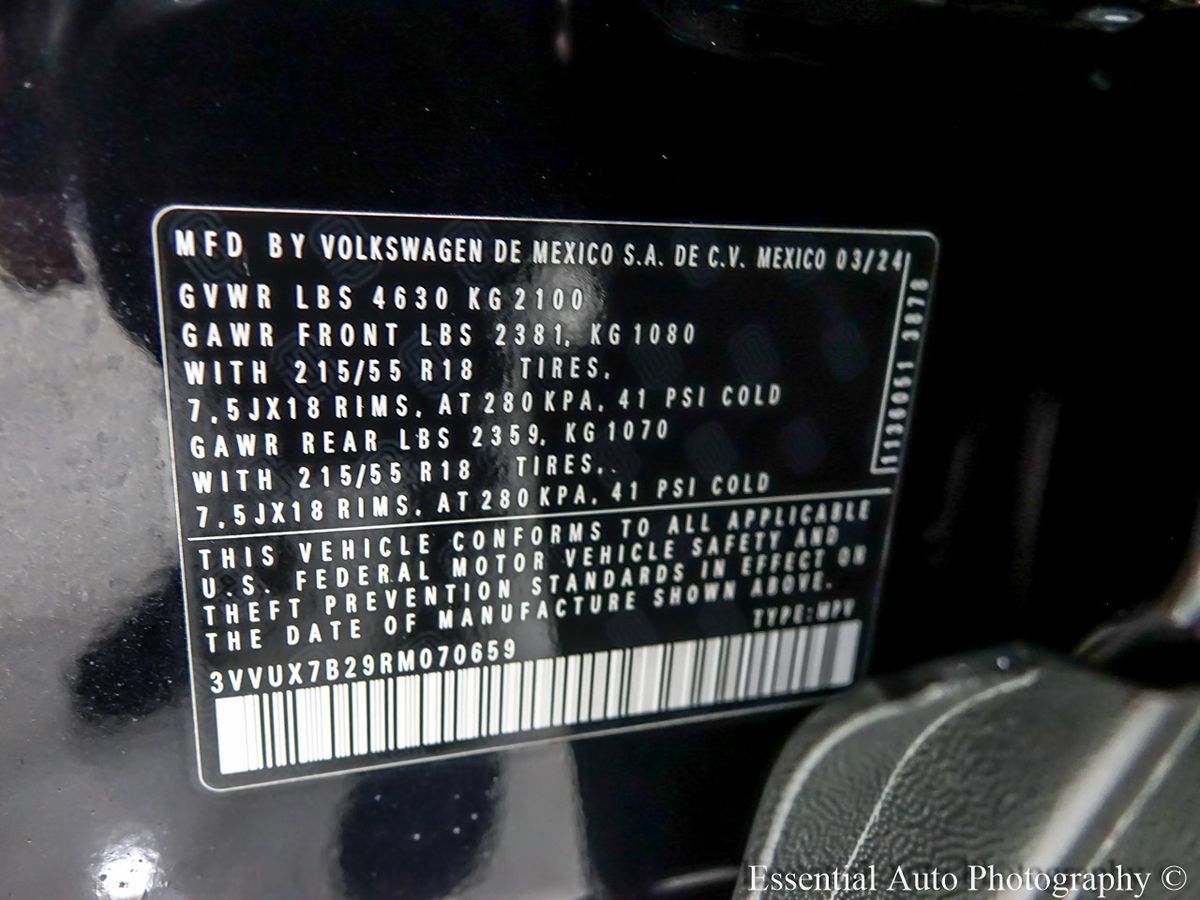 MFD BY VOLKSWAGEN DE MEXICO S.A. DE C.V. MEXICO 03/24
GVWR LBS 4630 KG 2100
GAWR FRONT LBS 2381, KG 1080
WITH 215/55 R18 TIRES,
7,5JX18 RIMS, AT 280 KPA, 41 PSI COLD
GAWR REAR LBS 2359, KG 1070
WITH 215/55 R18 TIRES,
7,5JX18 RIMS, AT 280 KPA, 41 PSI COLD
1136051 3878
THIS VEHICLE CONFORMS TO ALL APPLICABLE
U.S. FEDERAL MOTOR VEHICLE SAFETY AND
THEFT PREVENTION STANDARDS IN EFFECT ON
THE DATE OF MANUFACTURE SHOWN ABOVE.
TYPE: MPV
3VVUX7B29RM070659
Essential Auto Photography ©